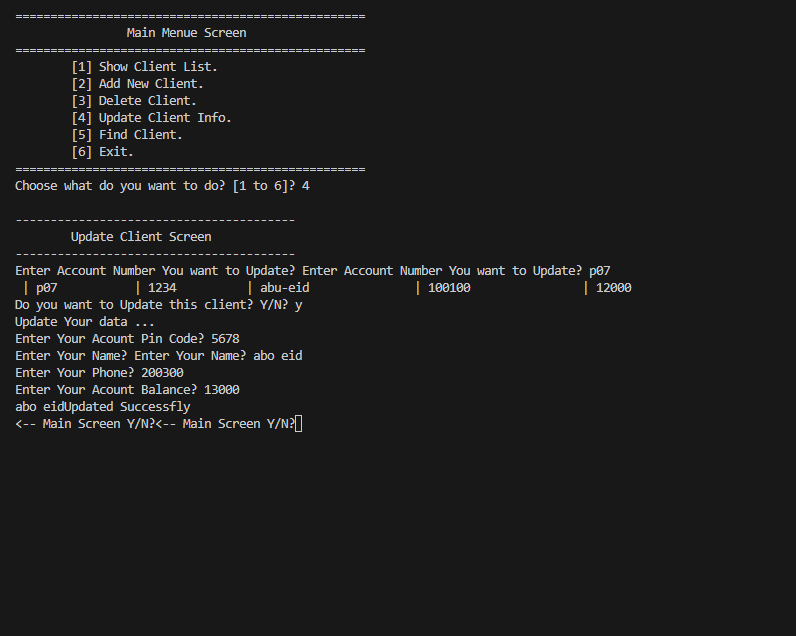 ==================================================
Main Menue Screen
==================================================
[1] Show Client List.
[2] Add New Client.
[3] Delete Client.
[4] Update Client Info.
[5] Find Client.
[6] Exit.
==================================================
Choose what do you want to do? [1 to 6]? 4
----------------------------------------
Update Client Screen
----------------------------------------
Enter Account Number You want to Update? Enter Account Number You want to Update? p07
| p07 | 1234 | abu-eid | 100100 | 12000
Do you want to Update this client? Y/N? y
Update Your data ...
Enter Your Acount Pin Code? 5678
Enter Your Name? Enter Your Name? abo eid
Enter Your Phone? 200300
Enter Your Acount Balance? 13000
abo eidUpdated Successfly
<-- Main Screen Y/N?<-- Main Screen Y/N?